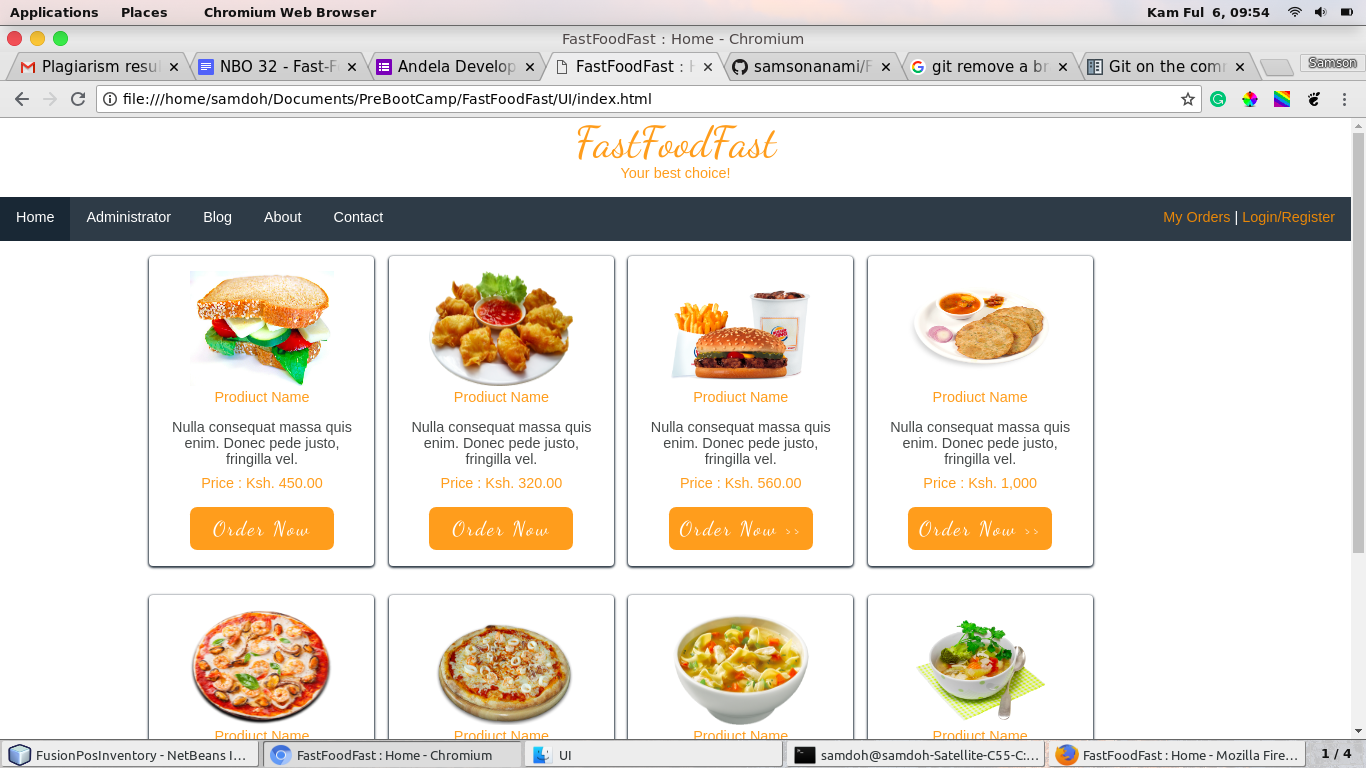 Applications Places Chromium Web Browser Kam Ful 6, 09:54
FastFoodFast : Home - Chromium
Plagiarism resu NBO 32 - Fast-F Andela Develop FastFoodFast : H samsonanami/F git remove a br Git on the com Samson
file:///home/samdoh/Documents/PreBootCamp/FastFoodFast/UI/index.html
FastFoodFast
Your best choice!
Home Administrator Blog About Contact My Orders | Login/Register
Prodiuct Name Prodiuct Name Prodiuct Name Prodiuct Name
Nulla consequat massa quis Nulla consequat massa quis Nulla consequat massa quis Nulla consequat massa quis
enim. Donec pede justo, enim. Donec pede justo, enim. Donec pede justo, enim. Donec pede justo,
fringilla vel. fringilla vel. fringilla vel. fringilla vel.
Price : Ksh. 450.00 Price : Ksh. 320.00 Price : Ksh. 560.00 Price : Ksh. 1,000
Order Now Order Now Order Now >> Order Now >>
Prodiuct Name Prodiuct Name Prodiuct Name Prodiuct Name
FusionPosInventory - NetBeans I... FastFoodFast : Home - Chromium UI samdoh@samdoh-Satellite-C55-C:... FastFoodFast : Home - Mozilla Fire... 1 / 4